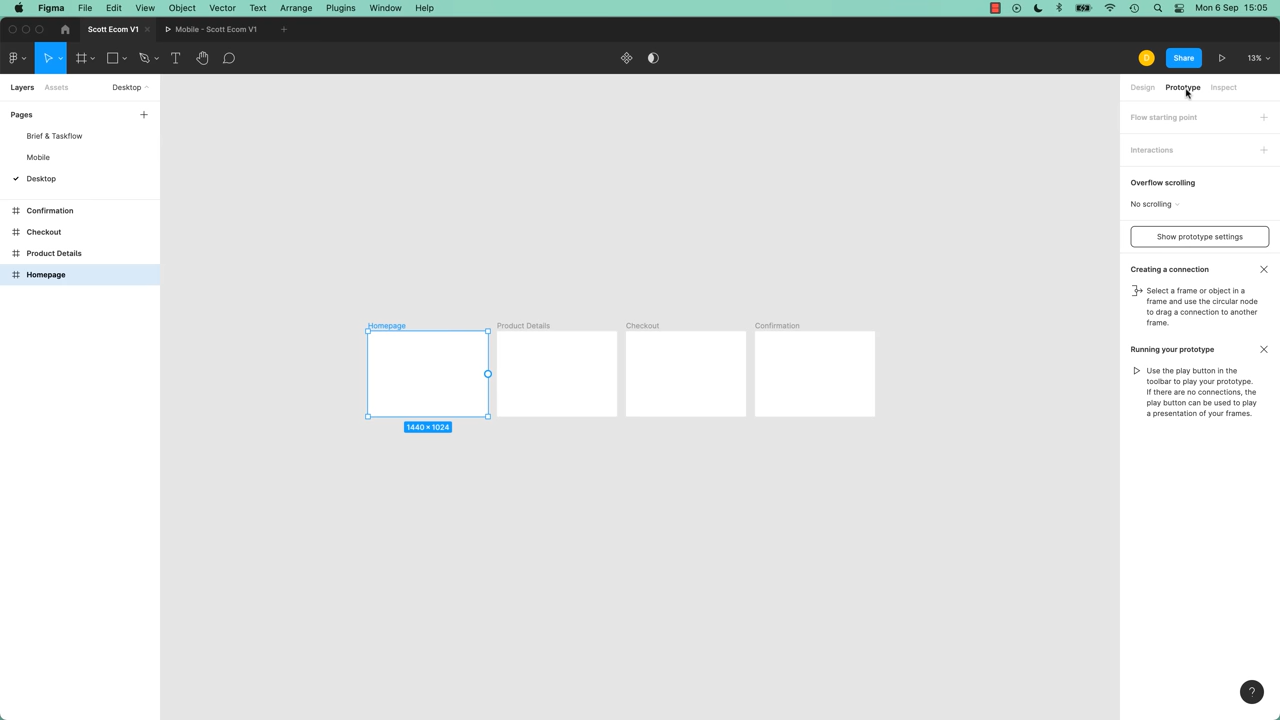 Figma File Edit View Object Vector Text Arrange Plugins Window Help Mon 6 Sep 15:05
Scott Ecom V1 Mobile - Scott Ecom V1
D Share 13%
Layers Assets Desktop
Pages
Brief & Taskflow
Mobile
Desktop
Confirmation
Checkout
Product Details
Homepage
Homepage Product Details Checkout Confirmation
1440 × 1024
Design Prototype Inspect
Flow starting point
Interactions
Overflow scrolling
No scrolling
Show prototype settings
Creating a connection
Select a frame or object in a
frame and use the circular node
to drag a connection to another
frame.
Running your prototype
Use the play button in the
toolbar to play your prototype.
If there are no connections, the
play button can be used to play
a presentation of your frames.
?